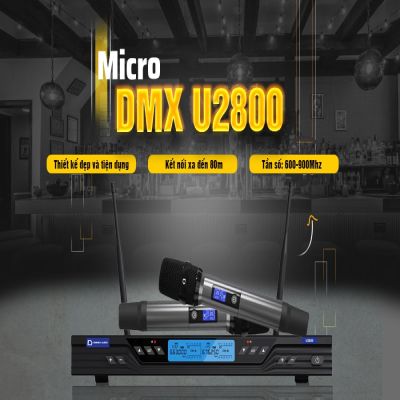 Micro
DMX U2800
Thiết kế đẹp và tiện dụng
Kết nối xa đến 80m
Tần số: 600-900Mhz